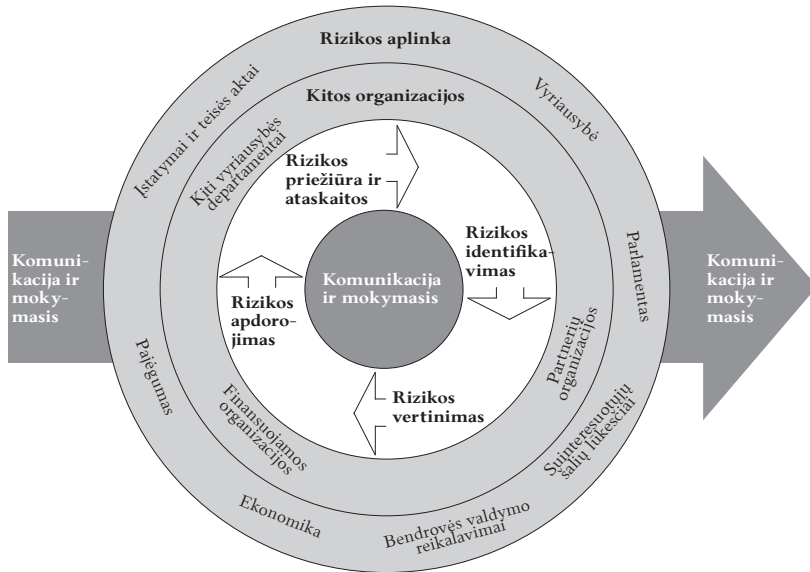 Rizikos aplinka
Įstatymai ir teisės aktai
Vyriausybė
Kitos organizacijos
Kiti vyriausybės
departamentai
Rizikos
priežiūra ir
ataskaitos
Rizikos
identifika-
vimas
Parlamentas
Komuni-
kacija ir
moky-
masis
Komunikacija
ir mokymasis
Komuni-
kacija ir
moky-
masis
Rizikos
apdoro-
jimas
Partnerių
organizacijos
Pajėgumas
Rizikos
vertinimas
Finansuojamos
organizacijos
Suinteresuotųjų
šalių lūkesčiai
Ekonomika
Bendrovės valdymo
reikalavimai